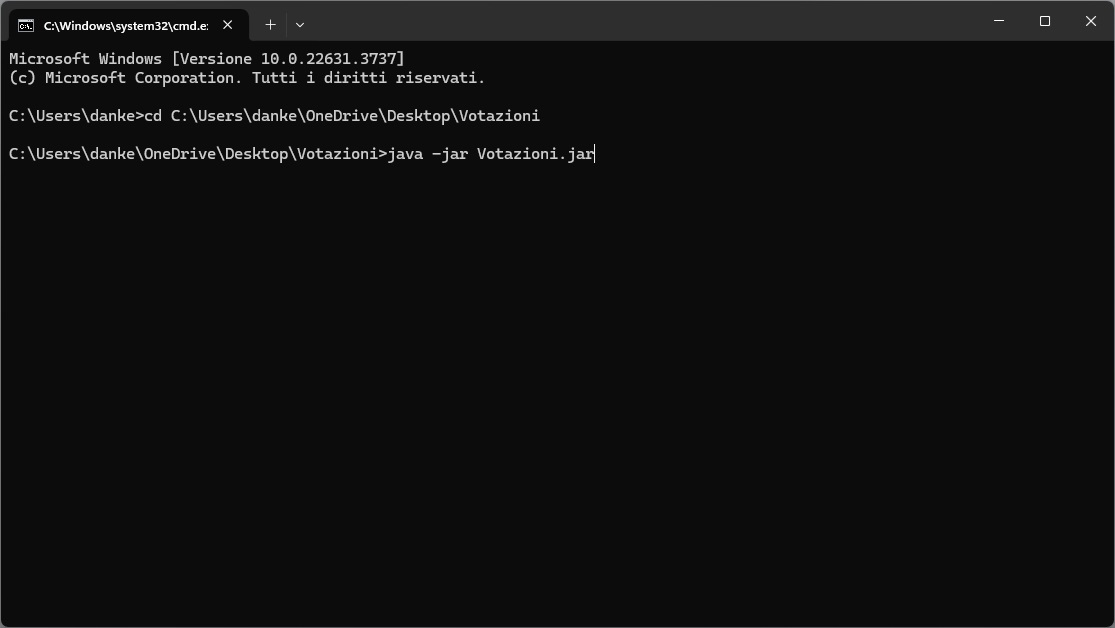 C:\Windows\system32\cmd.e
Microsoft Windows [Versione 10.0.22631.3737]
(c) Microsoft Corporation. Tutti i diritti riservati.
C:\Users\danke>cd C:\Users\danke\OneDrive\Desktop\Votazioni
C:\Users\danke\OneDrive\Desktop\Votazioni>java -jar Votazioni.jar